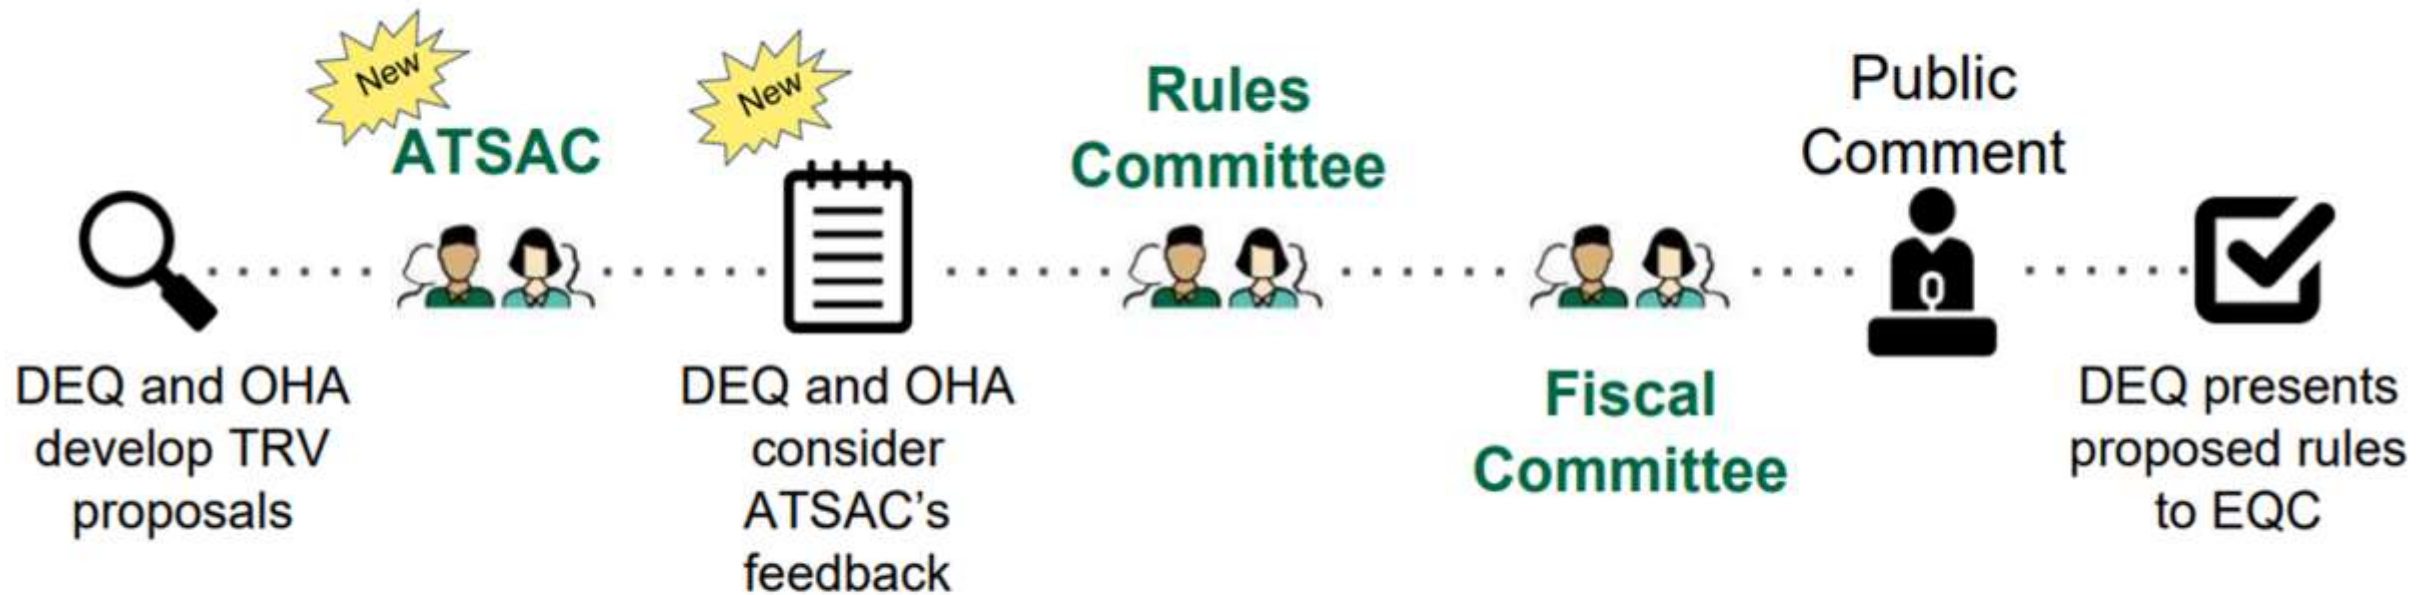 New
ATSAC
New
Rules
Committee
Public
Comment
DEQ and OHA
develop TRV
proposals
DEQ and OHA
consider
ATSAC’s
feedback
Fiscal
Committee
DEQ presents
proposed rules
to EQC